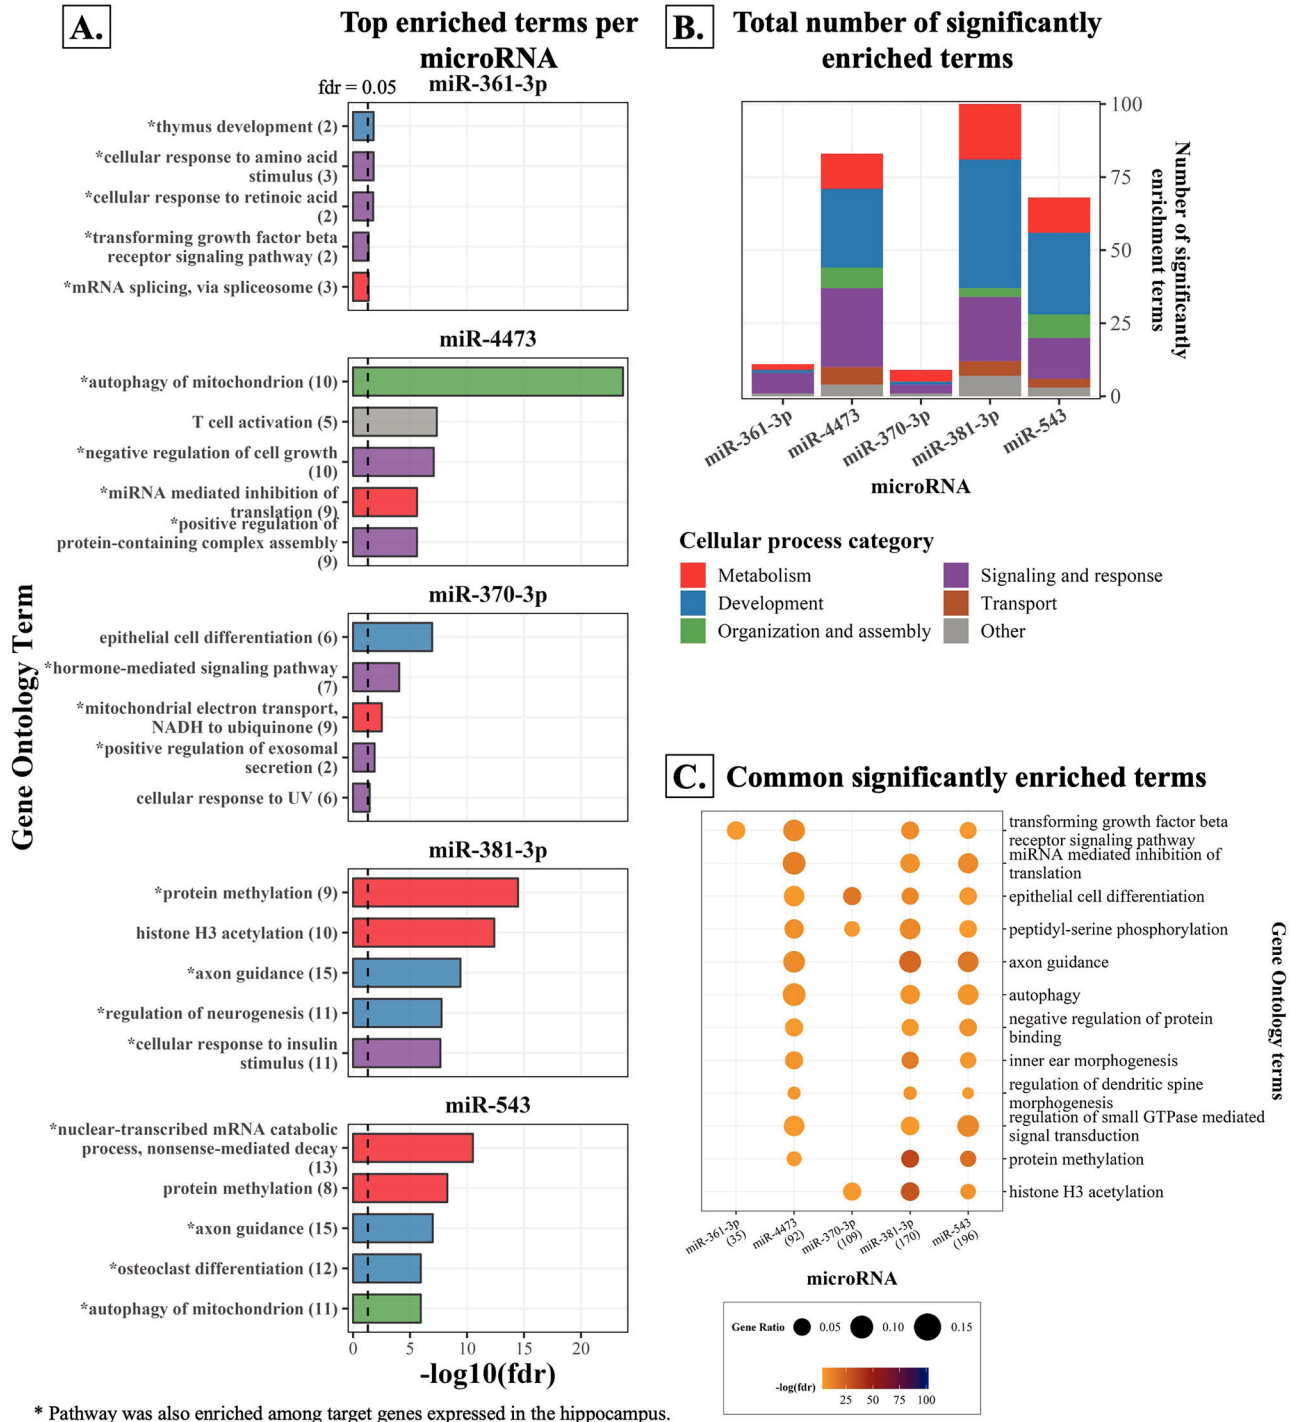 A.
Top enriched terms per
microRNA
fdr = 0.05
miR-361-3p
*thymus development (2)
*cellular response to amino acid
stimulus (3)
*cellular response to retinoic acid
(2)
*transforming growth factor beta
receptor signaling pathway (2)
*mRNA splicing, via spliceosome (3)
miR-4473
*autophagy of mitochondrion (10)
T cell activation (5)
*negative regulation of cell growth
(10)
*miRNA mediated inhibition of
translation (9)
*positive regulation of
protein-containing complex assembly
(9)
miR-370-3p
epithelial cell differentiation (6)
*hormone-mediated signaling pathway
(7)
*mitochondrial electron transport,
NADH to ubiquinone (9)
*positive regulation of exosomal
secretion (2)
cellular response to UV (6)
miR-381-3p
*protein methylation (9)
histone H3 acetylation (10)
*axon guidance (15)
*regulation of neurogenesis (11)
*cellular response to insulin
stimulus (11)
miR-543
*nuclear-transcribed mRNA catabolic
process, nonsense-mediated decay
(13)
protein methylation (8)
*axon guidance (15)
*osteoclast differentiation (12)
*autophagy of mitochondrion (11)
0 5 10 15 20
-log10(fdr)
Gene Ontology Term
* Pathway was also enriched among target genes expressed in the hippocampus.
B.
Total number of significantly
enriched terms
100
75
50
25
0
Number of significantly
enrichment terms
miR-361-3p
miR-4473
miR-370-3p
miR-381-3p
miR-543
microRNA
Cellular process category
Metabolism
Development
Organization and assembly
Signaling and response
Transport
Other
C.
Common significantly enriched terms
transforming growth factor beta
receptor signaling pathway
miRNA mediated inhibition of
translation
epithelial cell differentiation
peptidyl-serine phosphorylation
axon guidance
autophagy
negative regulation of protein
binding
inner ear morphogenesis
regulation of dendritic spine
morphogenesis
regulation of small GTPase mediated
signal transduction
protein methylation
histone H3 acetylation
Gene Ontology terms
miR-361-3p
(35)
miR-4473
(92)
miR-370-3p
(109)
miR-381-3p
(170)
miR-543
(196)
microRNA
Gene Ratio 0.05 0.10 0.15
-log(fdr)
25 50 75 100